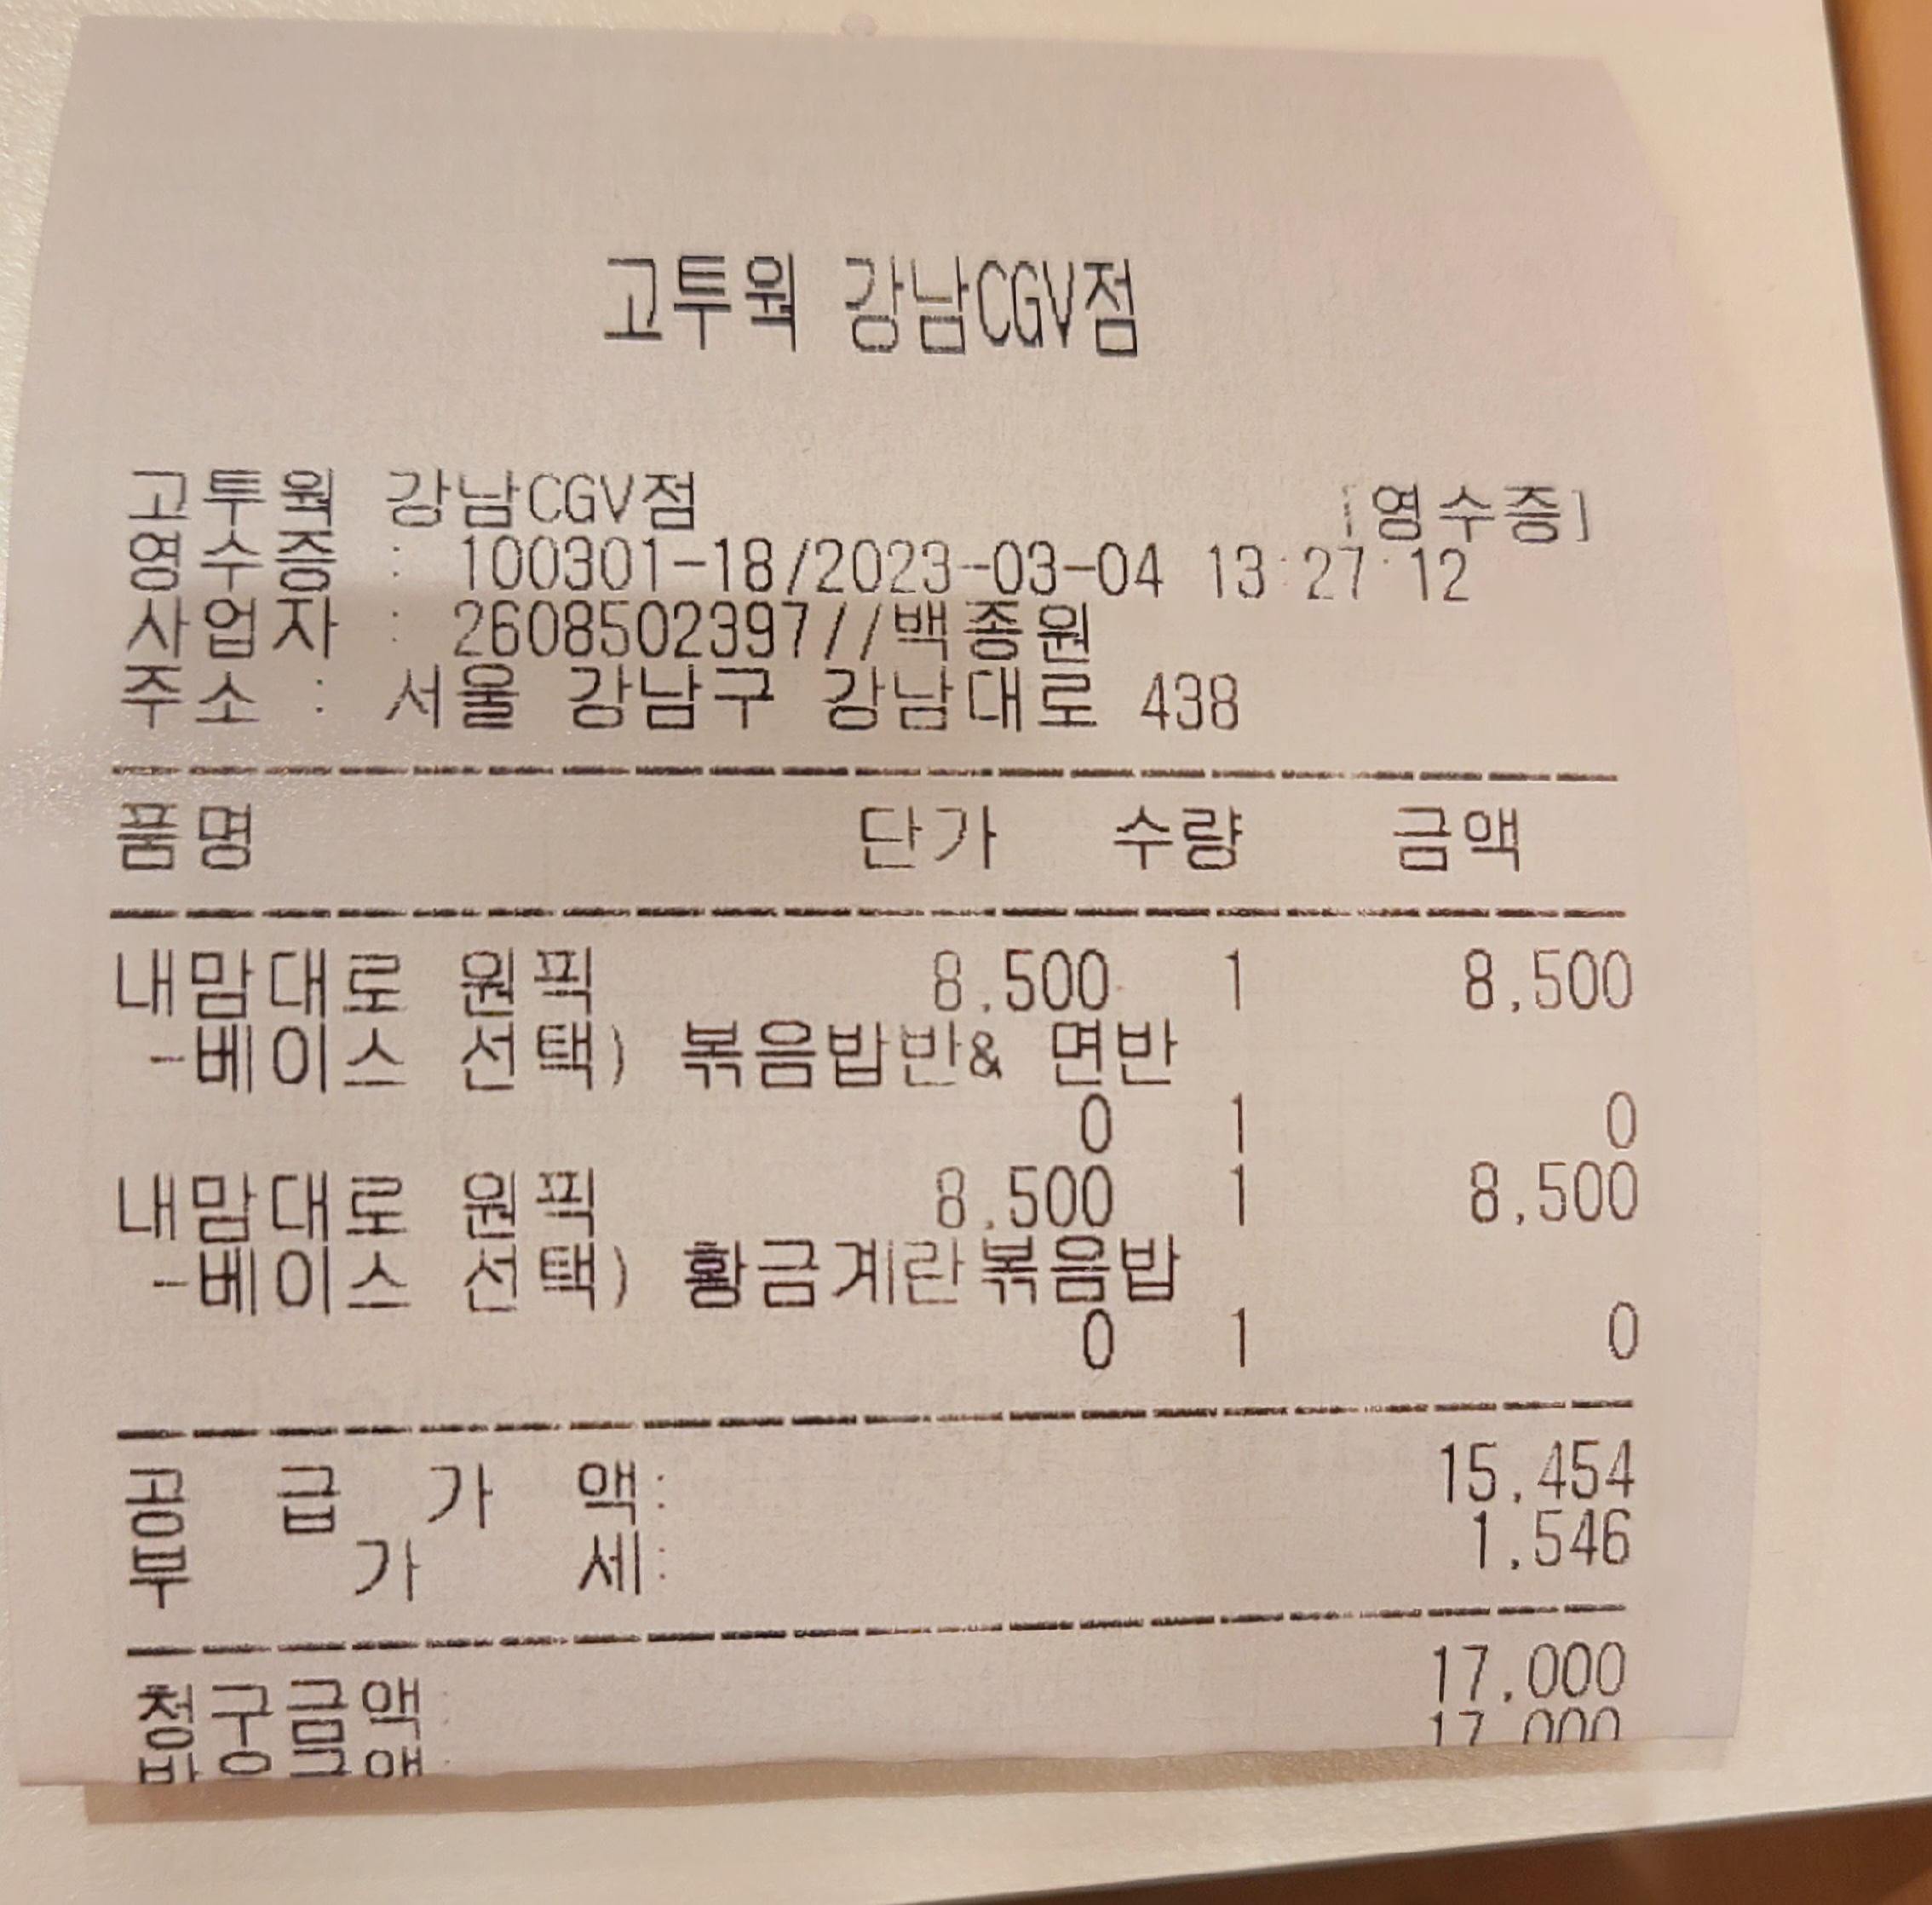 고투웍 강남CGV점
고투웍 강남CGV점 [영수증]
영수증 : 100301-18/2023-03-04 13:27:12
사업자 : 2608502397//백종원
주소 : 서울 강남구 강남대로 438
품명 단가 수량 금액
내맘대로 원픽 8,500 1 8,500
-베이스 선택) 볶음밥반& 면반
0 1 0
내맘대로 원픽 8,500 1 8,500
-베이스 선택) 황금계란볶음밥
0 1 0
공 급 가 액: 15,454
부 가 세: 1,546
청구금액: 17,000
받은금액: 17,000